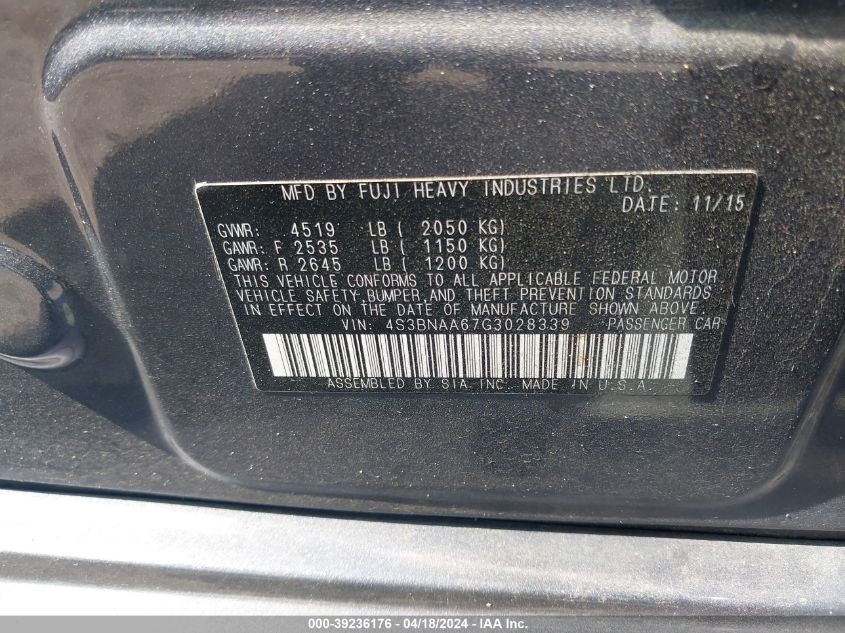 MFD BY FUJI HEAVY INDUSTRIES LTD.
DATE: 11/15
GVWR: 4519 LB ( 2050 KG)
GAWR: F 2535 LB ( 1150 KG)
GAWR: R 2645 LB ( 1200 KG)
THIS VEHICLE CONFORMS TO ALL APPLICABLE FEDERAL MOTOR
VEHICLE SAFETY,BUMPER,AND THEFT PREVENTION STANDARDS
IN EFFECT ON THE DATE OF MANUFACTURE SHOWN ABOVE.
VIN: 4S3BNAA67G3028339 PASSENGER CAR
ASSEMBLED BY SIA INC. MADE IN U.S.A.
000-39236176 - 04/18/2024 - IAAI.COM